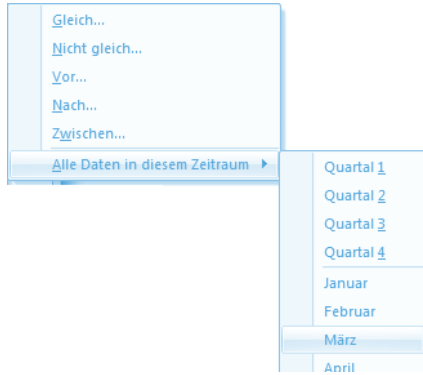 Gleich...
Nicht gleich...
Vor...
Nach...
Zwischen...
Alle Daten in diesem Zeitraum
Quartal 1
Quartal 2
Quartal 3
Quartal 4
Januar
Februar
März
April